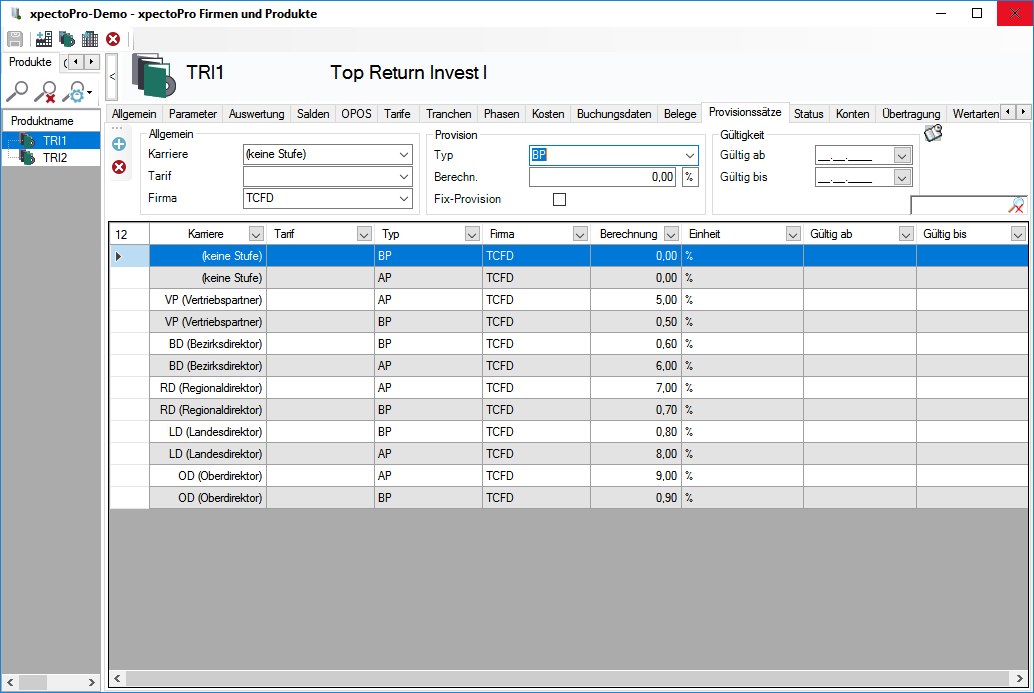 xpectoPro-Demo - xpectoPro Firmen und Produkte
Produkte
TRI1 Top Return Invest I
Produktname
TRI1
TRI2
Allgemein Parameter Auswertung Salden OPOS Tarife Tranchen Phasen Kosten Buchungsdaten Belege Provisionssätze Status Konten Übertragung Wertarten
Allgemein
Karriere (keine Stufe)
Tarif
Firma TCFD
Provision
Typ BP
Berechn. 0,00 %
Fix-Provision
Gültigkeit
Gültig ab __.__.____
Gültig bis __.__.____
12 Karriere Tarif Typ Firma Berechnung Einheit Gültig ab Gültig bis
(keine Stufe) BP TCFD 0,00 %
(keine Stufe) AP TCFD 0,00 %
VP (Vertriebspartner) AP TCFD 5,00 %
VP (Vertriebspartner) BP TCFD 0,50 %
BD (Bezirksdirektor) BP TCFD 0,60 %
BD (Bezirksdirektor) AP TCFD 6,00 %
RD (Regionaldirektor) AP TCFD 7,00 %
RD (Regionaldirektor) BP TCFD 0,70 %
LD (Landesdirektor) BP TCFD 0,80 %
LD (Landesdirektor) AP TCFD 8,00 %
OD (Oberdirektor) AP TCFD 9,00 %
OD (Oberdirektor) BP TCFD 0,90 %